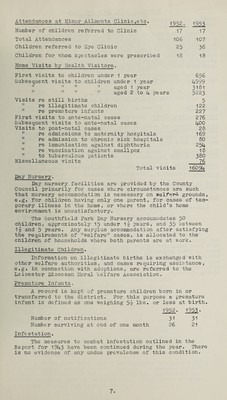 Attendances at Minor Ailments Clinic, etc. 1952. 1953
Number of children referred to Clinic 17 17
Total Attendances 106 107
Children referred to Eye Clinic 25 36
Children for whom spectacles were prescribed 18 18
Home Visits by Health Visitors.
First visits to children under 1 year 656
Subsequent visits to children under 1 year 4999
" " " " aged 1 year 3181
" " " " aged 2 to 4 years 5223
Visits re still births 5
" re illegitimate children 122
" re premature children 227
First visits to ante-natal cases 276
Subsequent visits to ante-natal cases 400
Visits to post-natal cases 28
" re admissions to maternity hospitals 169
" re admission to chronic wards hospitals 80
" re immunisation against diphtheria 254
" re vaccination against smallpox 18
" to tuberculous patients 380
Miscellaneous visits 76
Total visits 16094
Day Nursery.
Day nursery facilities are provided by the County
Council primarily for cases where circumstances are such
that nursery accommodation is necessary on welfare grounds,
e.g. for children having only one parent, for cases of tem-
porary illness in the home, or where the child's home
environment is unsatisfactory.
The Southfield Park Day Nursery accommodates 50
children, approximately 15 under 1½ years, and 35 between
1½ and 5 years. Any surplus accommodation after satisfying
the requirements of "welfare" cases, is allocated to the
children of households where both parents are at work.
Illegitimate Children.
Information on illegitimate births is exchanged with
other welfare authorities, and cases requiring assistance,
e.g. in connection with adoptions, are referred to the
Leicester Diocesan Moral Welfare Association.
Premature Infants.
A record is kept of premature children born in or
transferred to the district. For this purpose a premature
infant is defined as one weighing 5½ lbs. or less at birth.
1952. 1953.
Number of notifications 31 31
Number surviving at end of one month 26 21
Infestation.
The measures to combat infestation outlined in the
Report for 1943 have been continued during the year. There
is no evidence of any undue prevalence of this condition.
7.